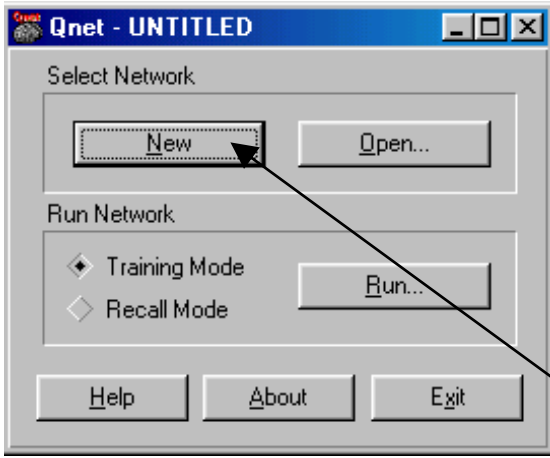 Qnet - UNTITLED
Select Network
New Open...
Run Network
Training Mode
Run...
Recall Mode
Help About Exit